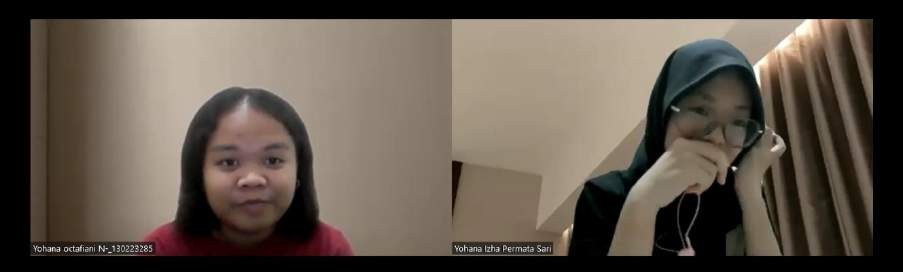 Yohana octafiani N-_130223285
Yohana Izha Permata Sari